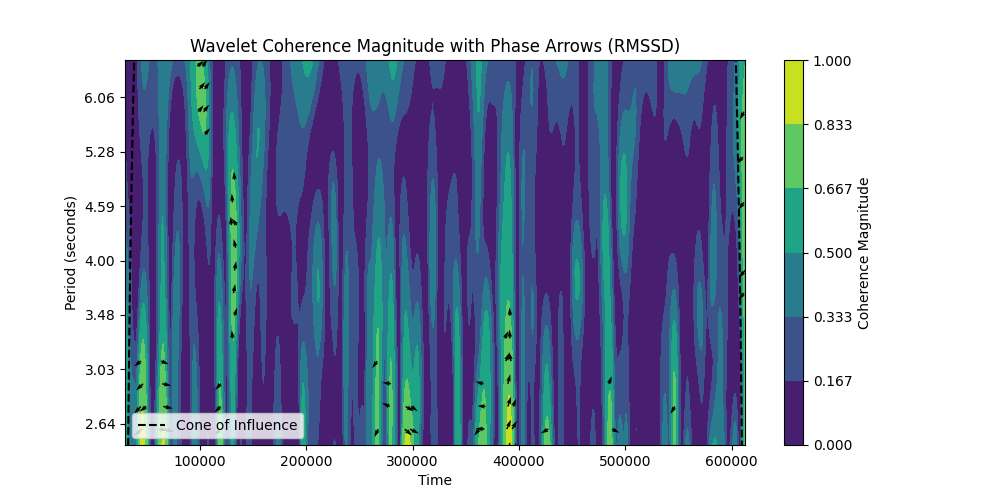 Wavelet Coherence Magnitude with Phase Arrows (RMSSD)
6.06
5.28
4.59
4.00
3.48
3.03
2.64
Period (seconds)
Cone of Influence
100000 200000 300000 400000 500000 600000
Time
1.000
0.833
0.667
0.500
0.333
0.167
0.000
Coherence Magnitude